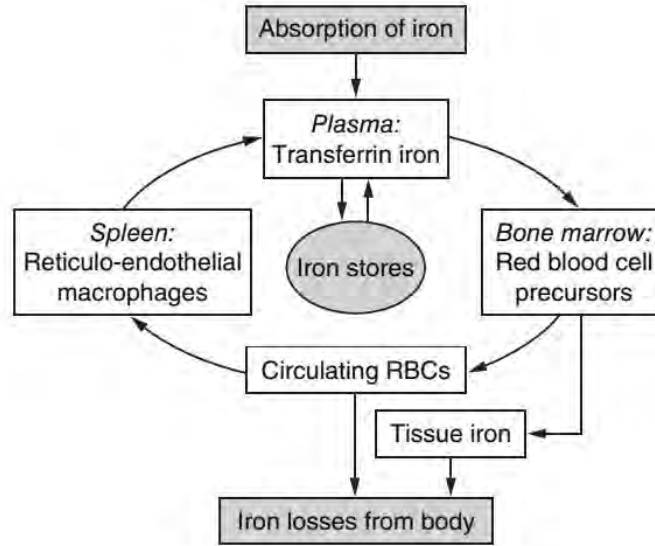 Absorption of iron
Plasma:
Transferrin iron
Spleen:
Reticulo-endothelial
macrophages
Iron stores
Bone marrow:
Red blood cell
precursors
Circulating RBCs
Tissue iron
Iron losses from body